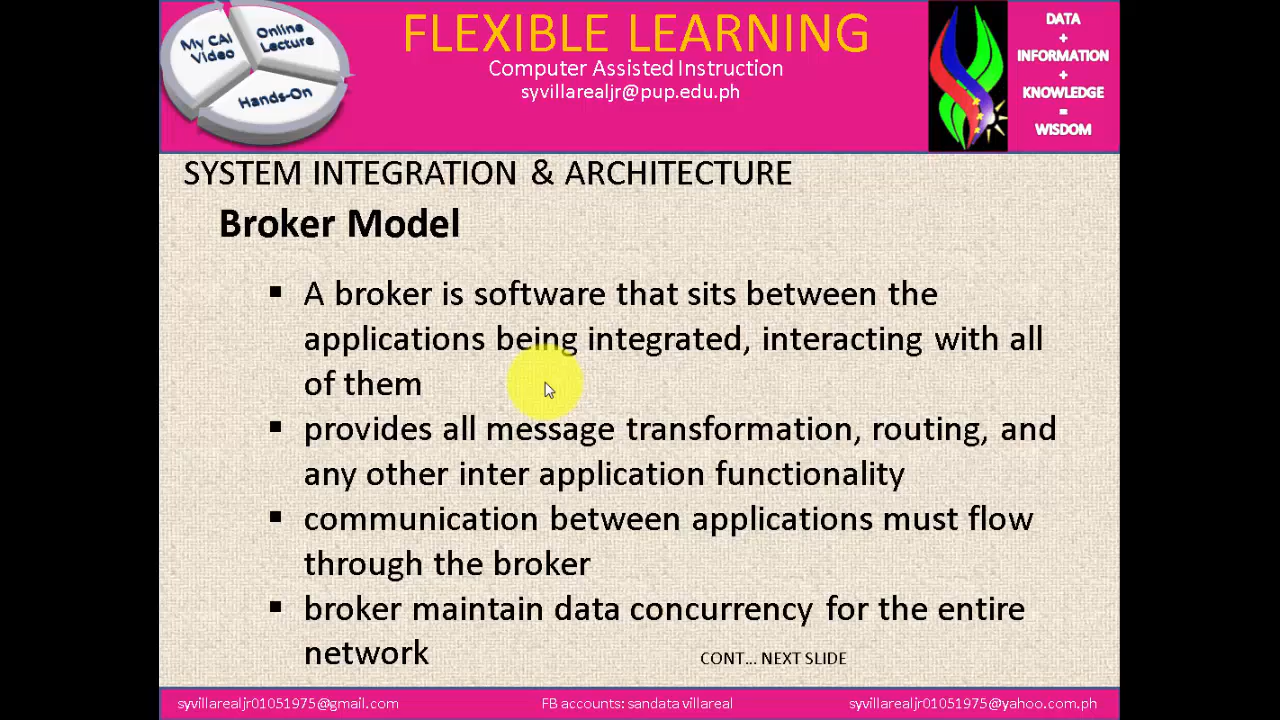 My CAI
Video
Online
Lecture
Hands-On
FLEXIBLE LEARNING
Computer Assisted Instruction
syvillarealjr@pup.edu.ph
DATA
+
INFORMATION
+
KNOWLEDGE
=
WISDOM
SYSTEM INTEGRATION & ARCHITECTURE
Broker Model
▪ A broker is software that sits between the
applications being integrated, interacting with all
of them
▪ provides all message transformation, routing, and
any other inter application functionality
▪ communication between applications must flow
through the broker
▪ broker maintain data concurrency for the entire
network
CONT... NEXT SLIDE
syvillarealjr01051975@gmail.com
FB accounts: sandata villareal
syvillarealjr01051975@yahoo.com.ph